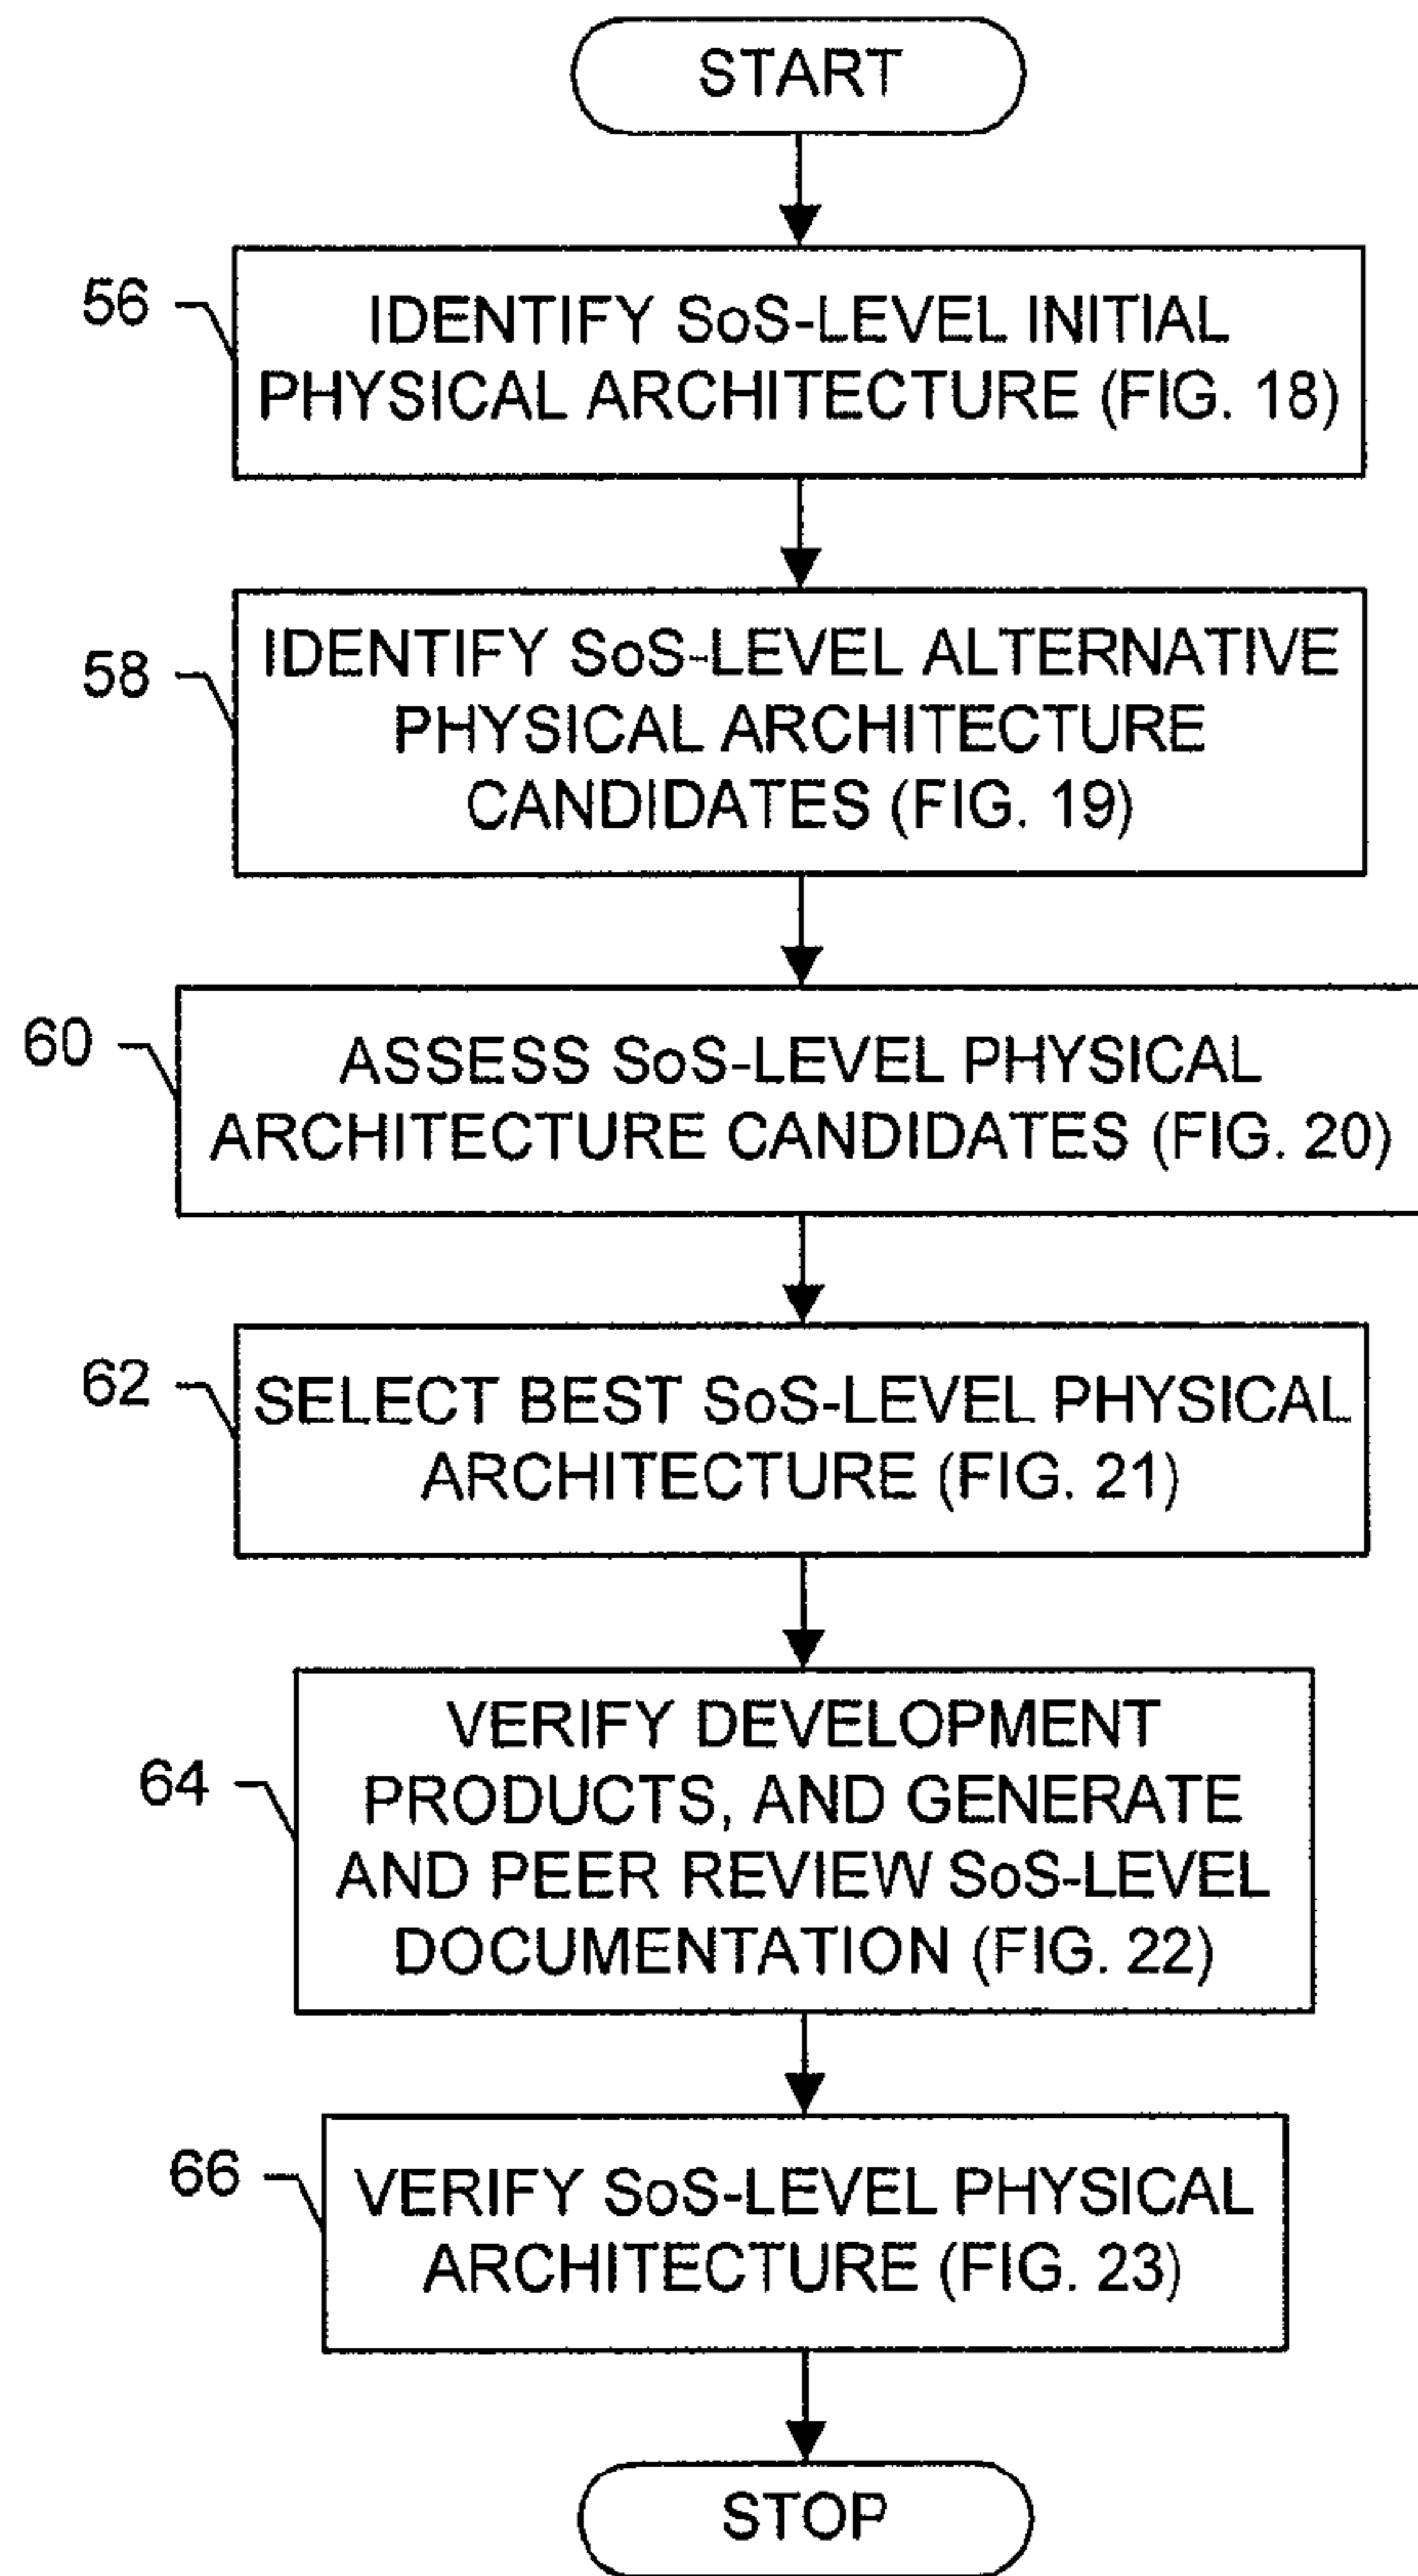 START
56
IDENTIFY SoS-LEVEL INITIAL
PHYSICAL ARCHITECTURE (FIG. 18)
58
IDENTIFY SoS-LEVEL ALTERNATIVE
PHYSICAL ARCHITECTURE
CANDIDATES (FIG. 19)
60
ASSESS SoS-LEVEL PHYSICAL
ARCHITECTURE CANDIDATES (FIG. 20)
62
SELECT BEST SoS-LEVEL PHYSICAL
ARCHITECTURE (FIG. 21)
64
VERIFY DEVELOPMENT
PRODUCTS, AND GENERATE
AND PEER REVIEW SoS-LEVEL
DOCUMENTATION (FIG. 22)
66
VERIFY SoS-LEVEL PHYSICAL
ARCHITECTURE (FIG. 23)
STOP